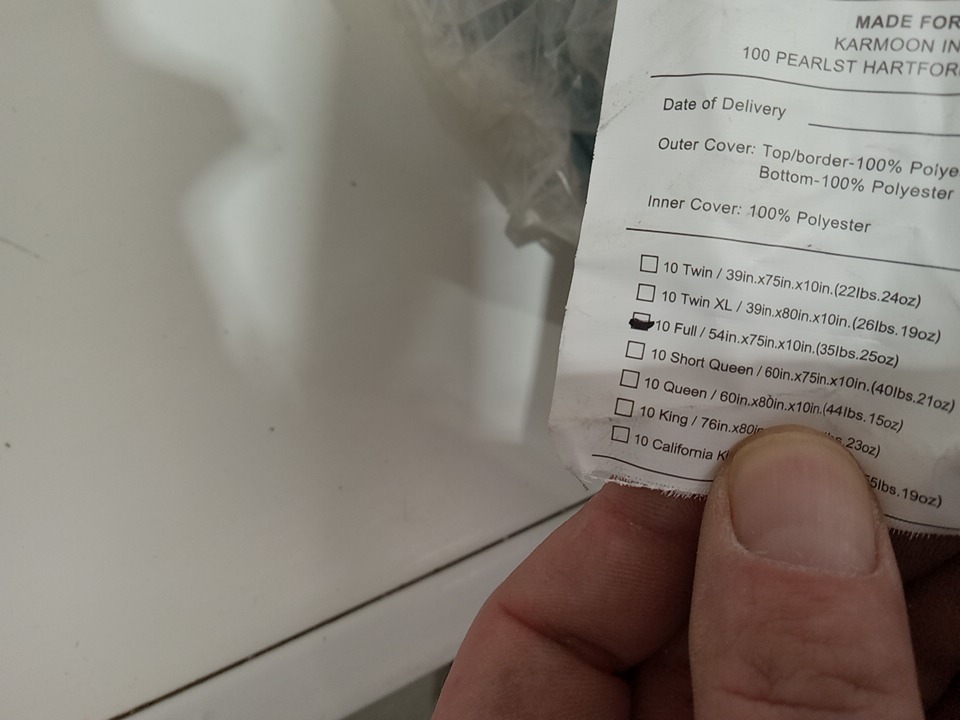 MADE FOR
KARMOON IN
100 PEARLST HARTFOR
Date of Delivery
Outer Cover: Top/border-100% Polye
Bottom-100% Polyester
Inner Cover: 100% Polyester
10 Twin / 39in.x75in.x10in.(22lbs.24oz)
10 Twin XL / 39in.x80in.x10in.(26lbs.19oz)
10 Full / 54in.x75in.x10in.(35lbs.25oz)
10 Short Queen / 60in.x75in.x10in.(40lbs.21oz)
10 Queen / 60in.x80in.x10in.(44lbs.15oz)
10 King / 76in.x80in bs.23oz)
10 California K 5lbs.19oz)